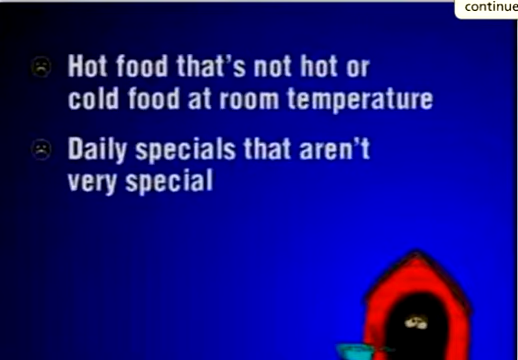 continue
Hot food that's not hot or
cold food at room temperature
Daily specials that aren't
very special